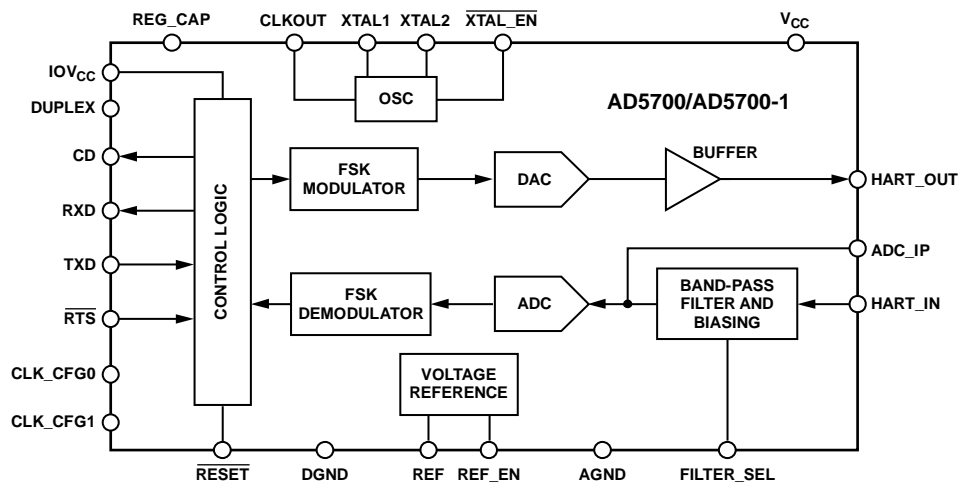 REG_CAP
CLKOUT
XTAL1
XTAL2
XTAL_EN
VCC
IOVCC
DUPLEX
CD
RXD
TXD
RTS
CLK_CFG0
CLK_CFG1
CONTROL LOGIC
OSC
AD5700/AD5700-1
FSK
MODULATOR
DAC
BUFFER
HART_OUT
ADC_IP
HART_IN
FSK
DEMODULATOR
ADC
BAND-PASS
FILTER AND
BIASING
VOLTAGE
REFERENCE
RESET
DGND
REF
REF_EN
AGND
FILTER_SEL